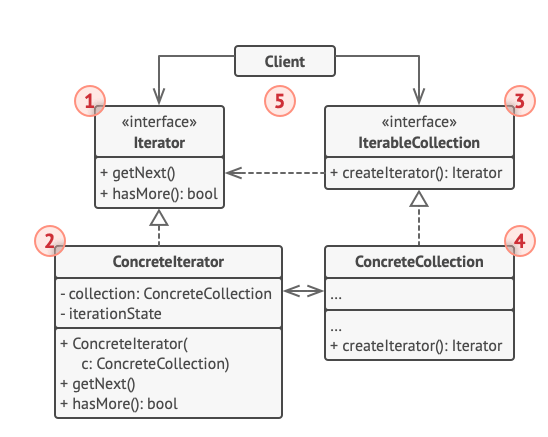 Client
1
3
5
«interface»
Iterator
«interface»
IterableCollection
+ getNext()
+ hasMore(): bool
+ createIterator(): Iterator
2
4
ConcreteIterator
- collection: ConcreteCollection
- iterationState
+ ConcreteIterator(
c: ConcreteCollection)
+ getNext()
+ hasMore(): bool
ConcreteCollection
...
...
+ createIterator(): Iterator